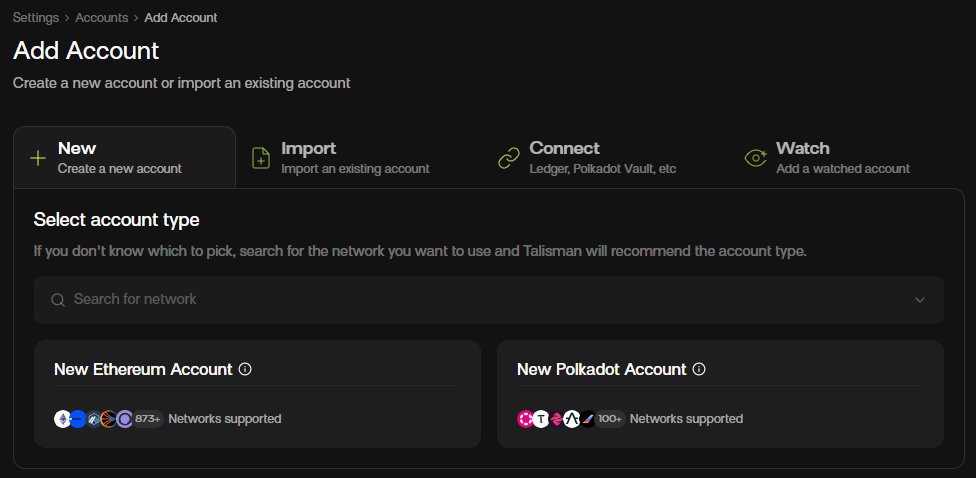 Settings > Accounts > Add Account
Add Account
Create a new account or import an existing account
New
Create a new account
Import
Import an existing account
Connect
Ledger, Polkadot Vault, etc
Watch
Add a watched account
Select account type
If you don't know which to pick, search for the network you want to use and Talisman will recommend the account type.
Search for network
New Ethereum Account
873+ Networks supported
New Polkadot Account
T
100+ Networks supported